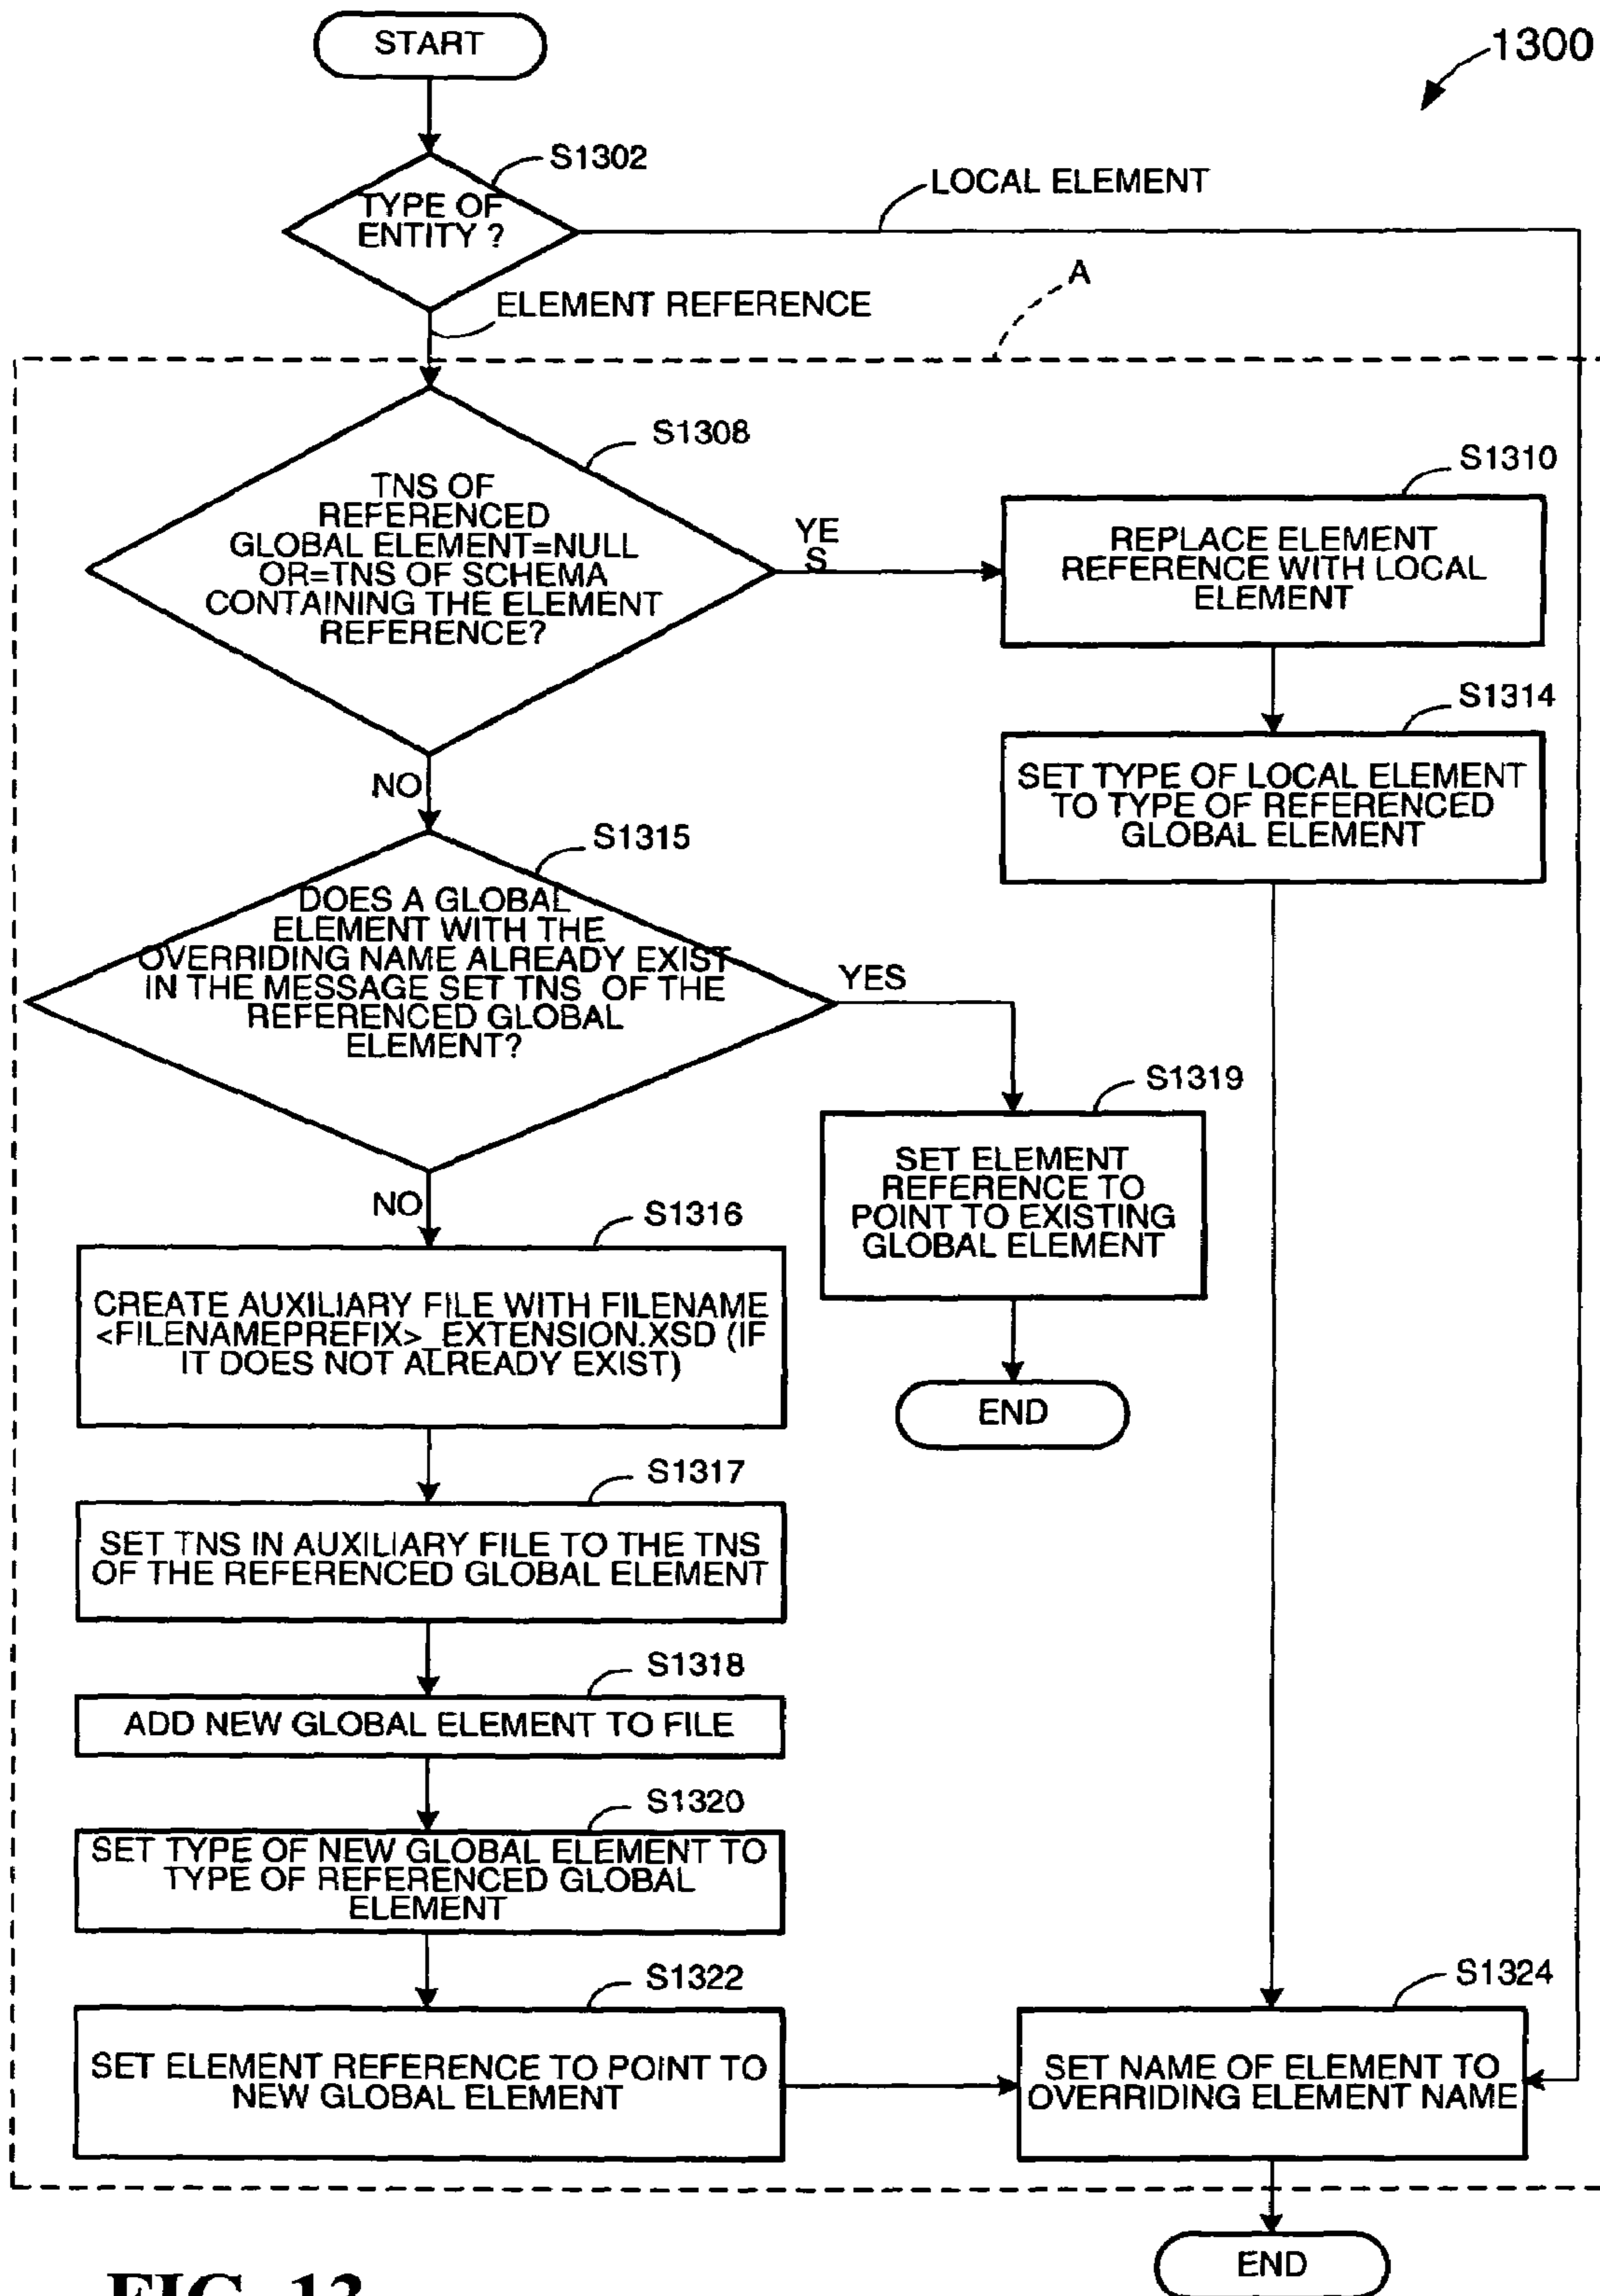 START
1300
S1302
TYPE OF
ENTITY ?
LOCAL ELEMENT
A
ELEMENT REFERENCE
S1308
TNS OF
REFERENCED
GLOBAL ELEMENT=NULL
OR=TNS OF SCHEMA
CONTAINING THE ELEMENT
REFERENCE?
YE
S
S1310
REPLACE ELEMENT
REFERENCE WITH LOCAL
ELEMENT
S1314
SET TYPE OF LOCAL ELEMENT
TO TYPE OF REFERENCED
GLOBAL ELEMENT
NO
S1315
DOES A GLOBAL
ELEMENT WITH THE
OVERRIDING NAME ALREADY EXIST
IN THE MESSAGE SET TNS OF THE
REFERENCED GLOBAL
ELEMENT?
YES
S1319
SET ELEMENT
REFERENCE TO
POINT TO EXISTING
GLOBAL ELEMENT
END
NO
S1316
CREATE AUXILIARY FILE WITH FILENAME
<FILENAMEPREFIX>_EXTENSION.XSD (IF
IT DOES NOT ALREADY EXIST)
S1317
SET TNS IN AUXILIARY FILE TO THE TNS
OF THE REFERENCED GLOBAL ELEMENT
S1318
ADD NEW GLOBAL ELEMENT TO FILE
S1320
SET TYPE OF NEW GLOBAL ELEMENT TO
TYPE OF REFERENCED GLOBAL
ELEMENT
S1322
SET ELEMENT REFERENCE TO POINT TO
NEW GLOBAL ELEMENT
S1324
SET NAME OF ELEMENT TO
OVERRIDING ELEMENT NAME
END
FIG. 13